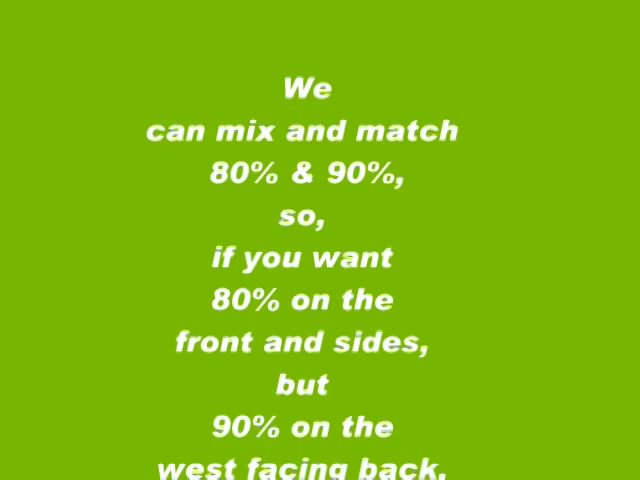 We
can mix and match
80% & 90%,
so,
if you want
80% on the
front and sides,
but
90% on the
west facing back,